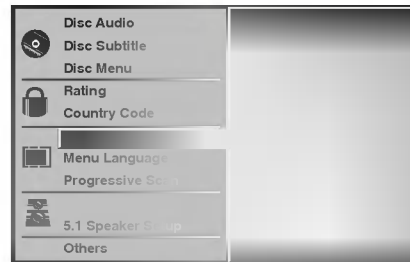 Disc Audio
Disc Subtitle
Disc Menu
Rating
Country Code
Menu Language
Progressive
5.1 Speaker
Others